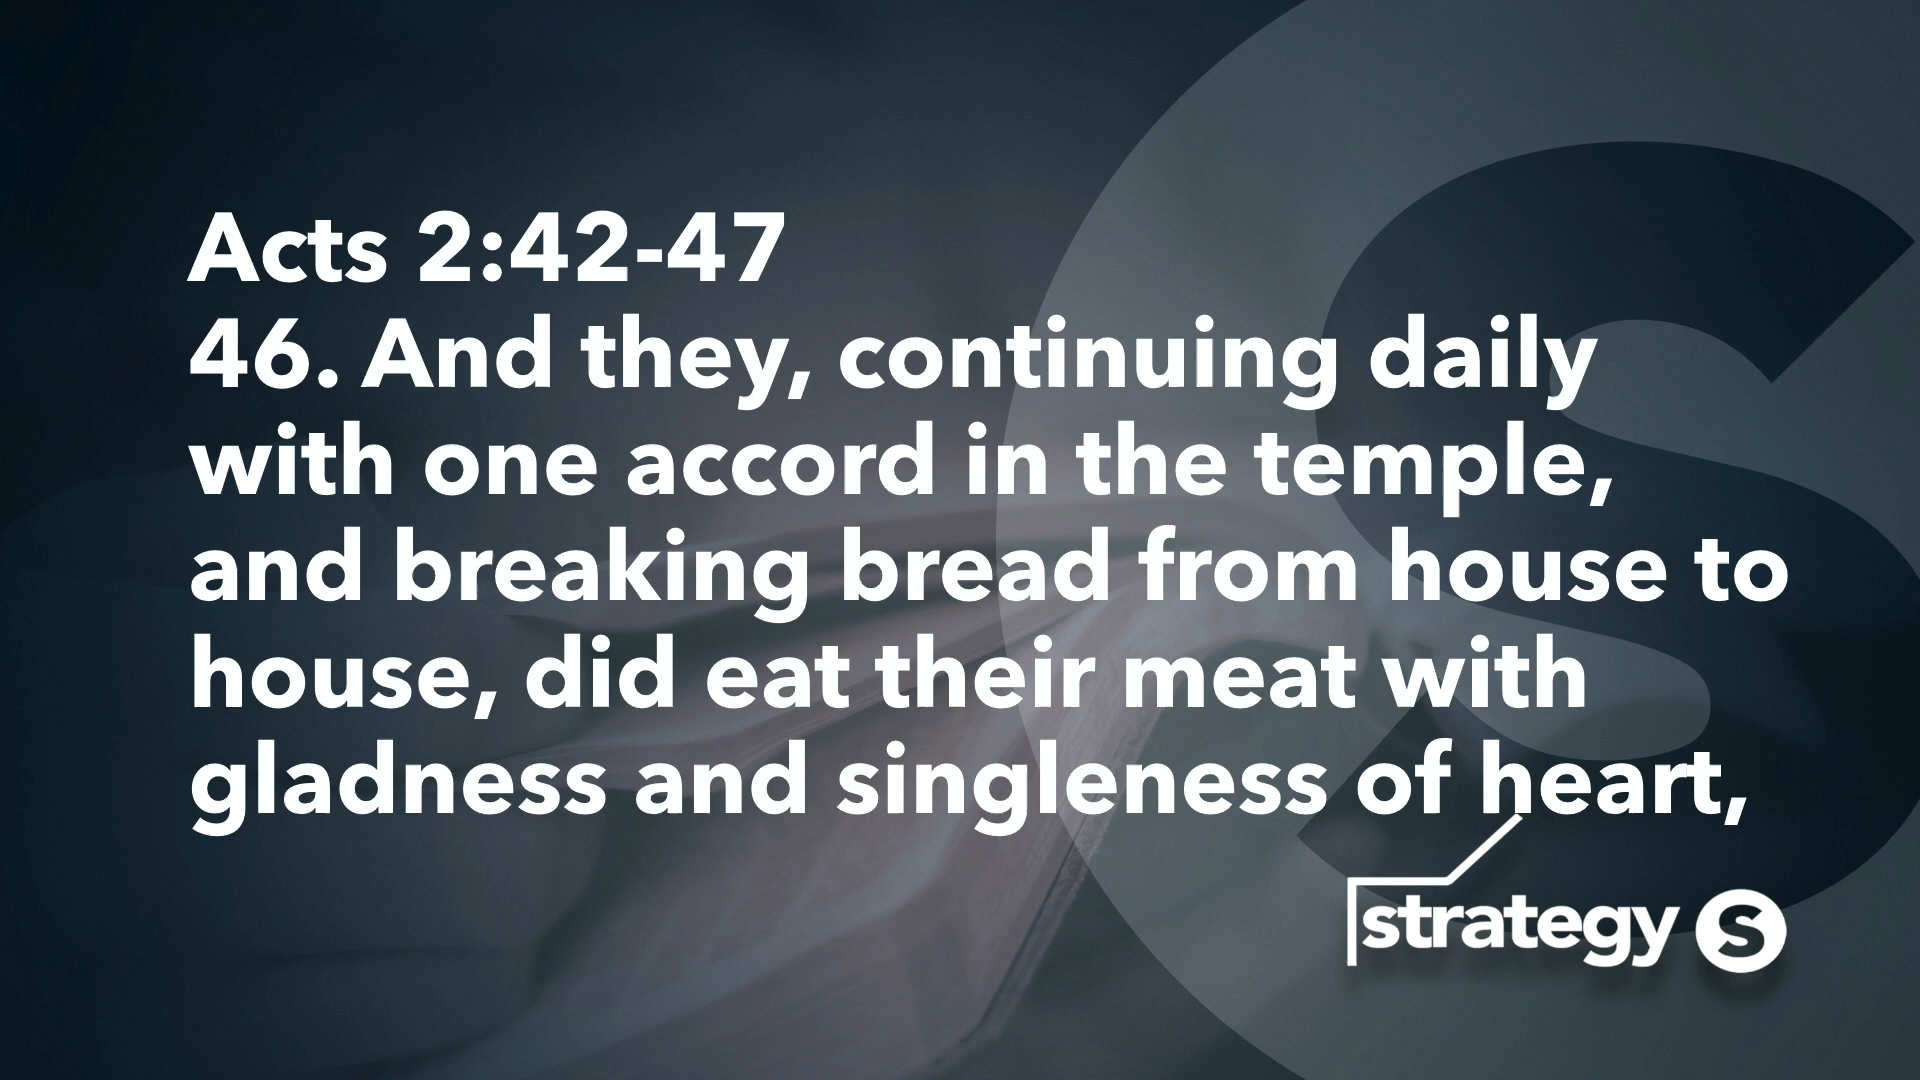 Acts 2:42-47
46. And they, continuing daily
with one accord in the temple,
and breaking bread from house to
house, did eat their meat with
gladness and singleness of heart,
strategy S